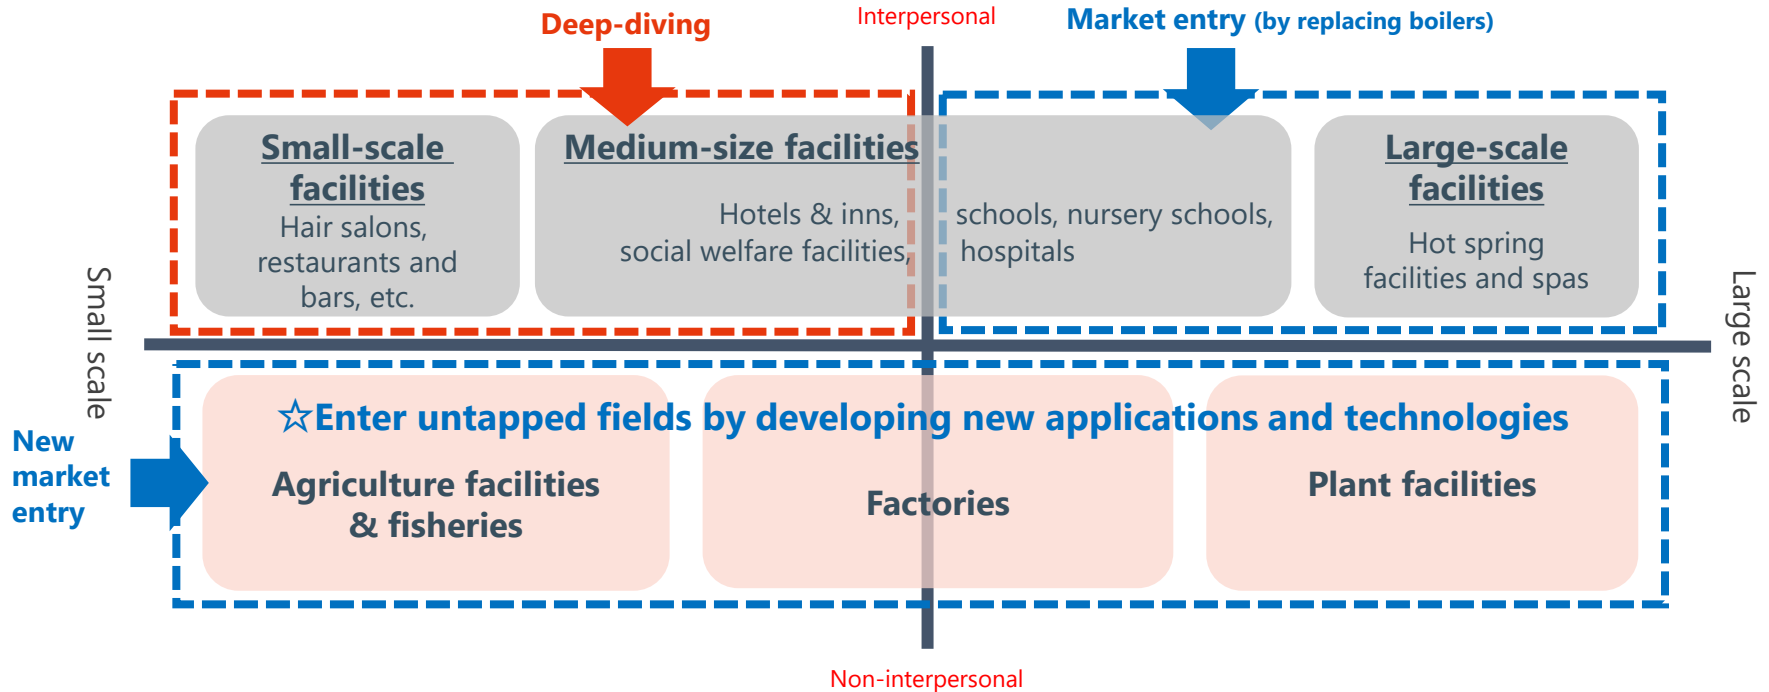 Deep-diving
Interpersonal
Market entry (by replacing boilers)
Small-scale
facilities
Hair salons,
restaurants and
bars, etc.
Medium-size facilities
Hotels & inns, schools, nursery schools,
social welfare facilities, hospitals
Large-scale
facilities
Hot spring
facilities and spas
Small scale
Large scale
New
market
entry
☆Enter untapped fields by developing new applications and technologies
Agriculture facilities
& fisheries
Factories
Plant facilities
Non-interpersonal